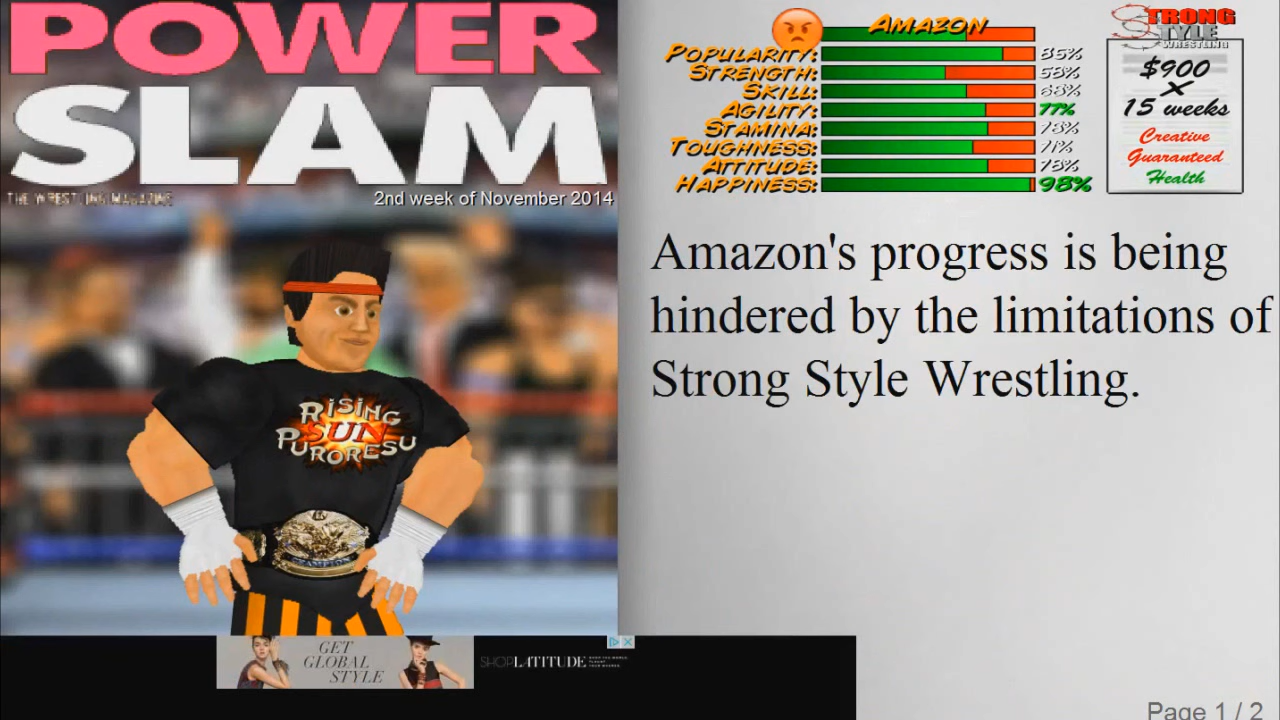 POWER
SLAM
THE WRESTLING MAGAZINE
2nd week of November 2014
RISING
SUN
PURORESU
CHAMPION
GET
GLOBAL
STYLE
SHOPLATITUDE
AMAZON
POPULARITY: 85%
STRENGTH: 58%
SKILL: 68%
AGILITY: 77%
STAMINA: 78%
TOUGHNESS: 71%
ATTITUDE: 78%
HAPPINESS: 98%
STRONG
STYLE
WRESTLING
$900
X
15 weeks
Creative
Guaranteed
Health
Amazon's progress is being
hindered by the limitations of
Strong Style Wrestling.
Page 1 / 2